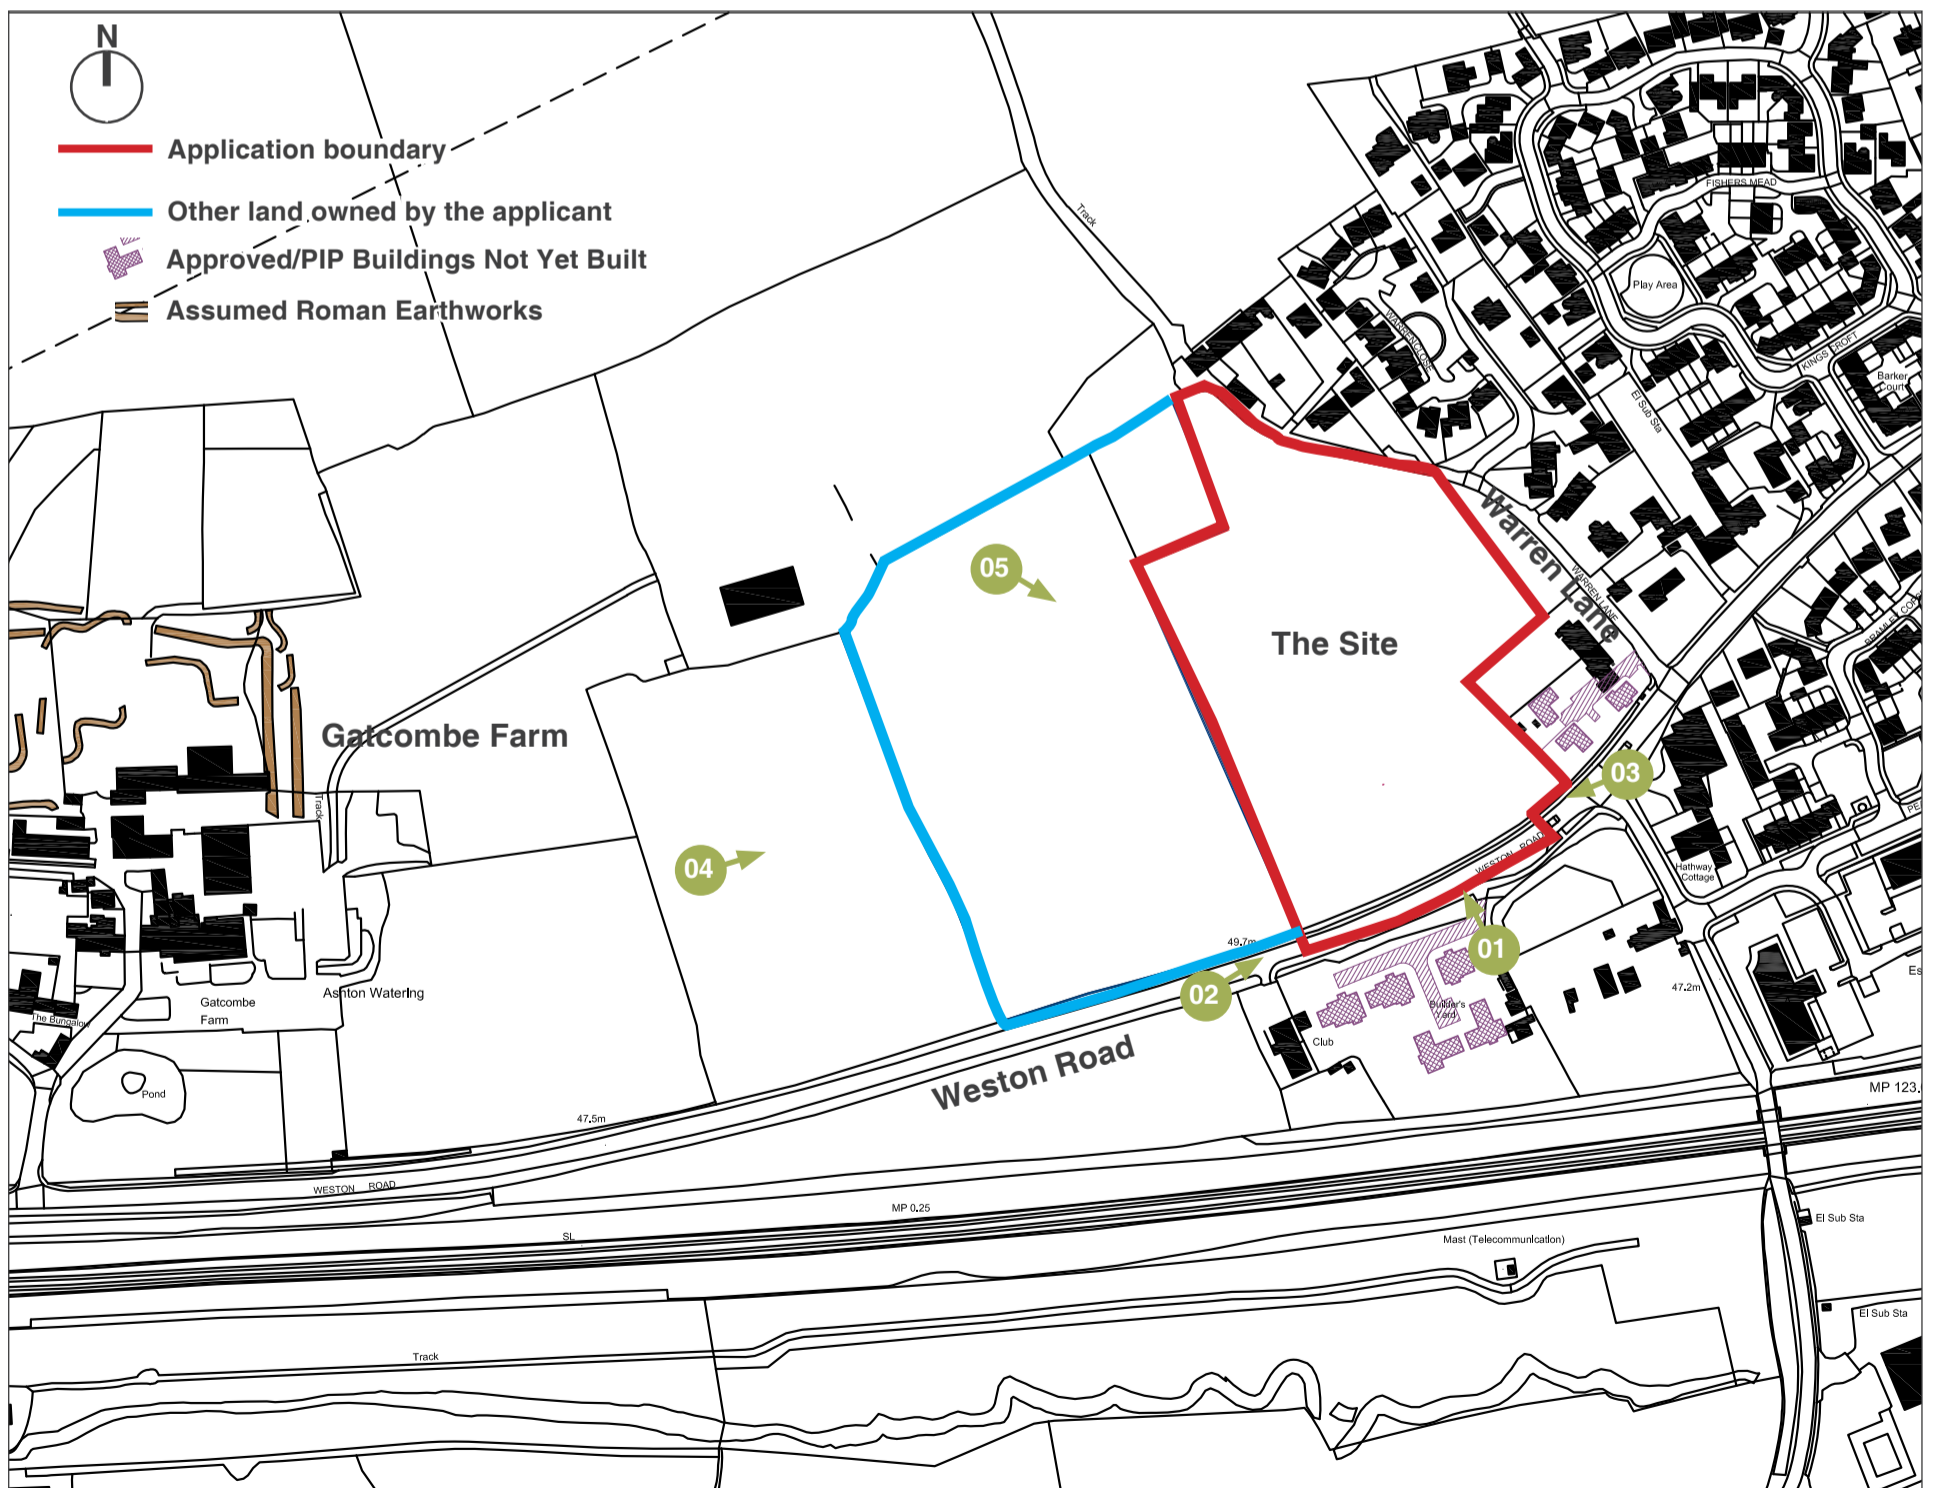 N
Application boundary
Other land owned by the applicant
Approved/PIP Buildings Not Yet Built
Assumed Roman Earthworks
Track
FISHERS MEAD
Play Area
WARREN CLOSE
KINGS CROFT
Barker
Court
El Sub Sta
Warren Lane
WARREN LANE
05
The Site
Gatcombe Farm
Track
03
WESTON ROAD
Hathway
Cottage
04
01
49.7m
02
47.2m
Es
Gatcombe
Farm
Ashton Watering
The Bungalow
Builder's
Yard
Club
Weston Road
Pond
47.5m
MP 123.
WESTON ROAD
MP 0.25
SL
El Sub Sta
Mast (Telecommunication)
El Sub Sta
Track